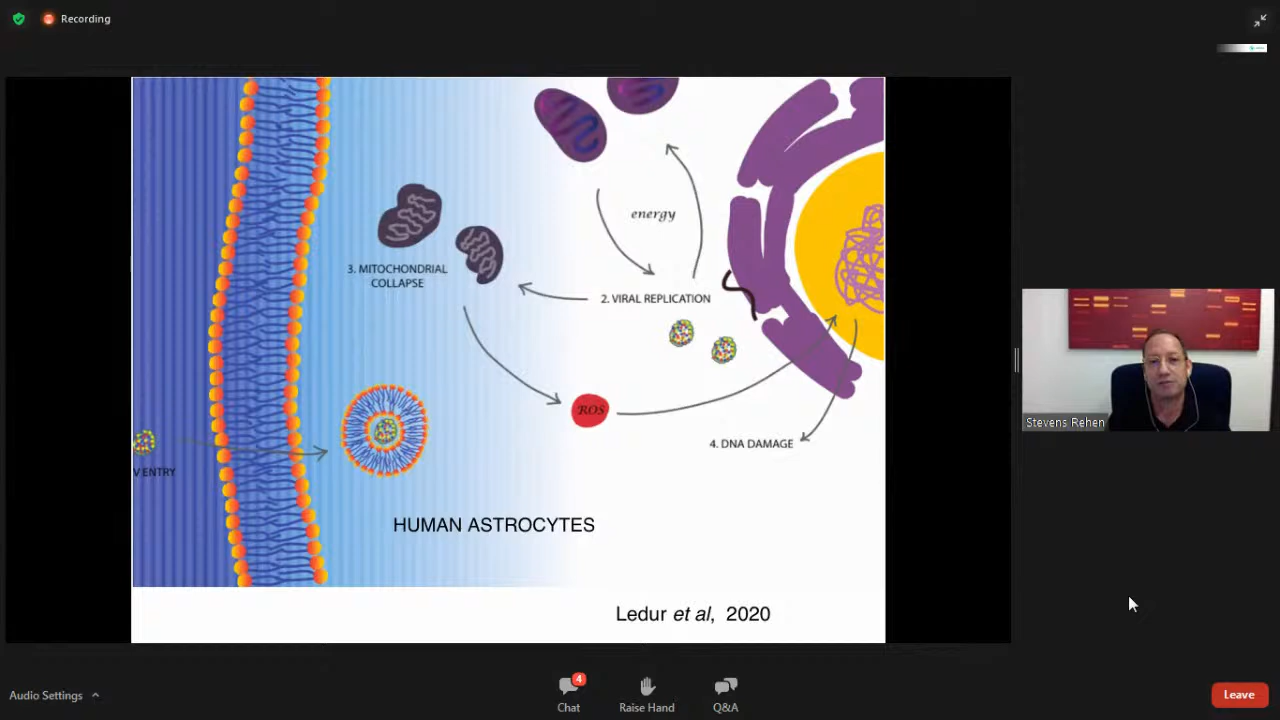 Recording
energy
3. MITOCHONDRIAL
COLLAPSE
2. VIRAL REPLICATION
ROS
4. DNA DAMAGE
V ENTRY
HUMAN ASTROCYTES
Ledur et al, 2020
Stevens Rehen
Audio Settings
4
Chat
Raise Hand
Q&A
Leave